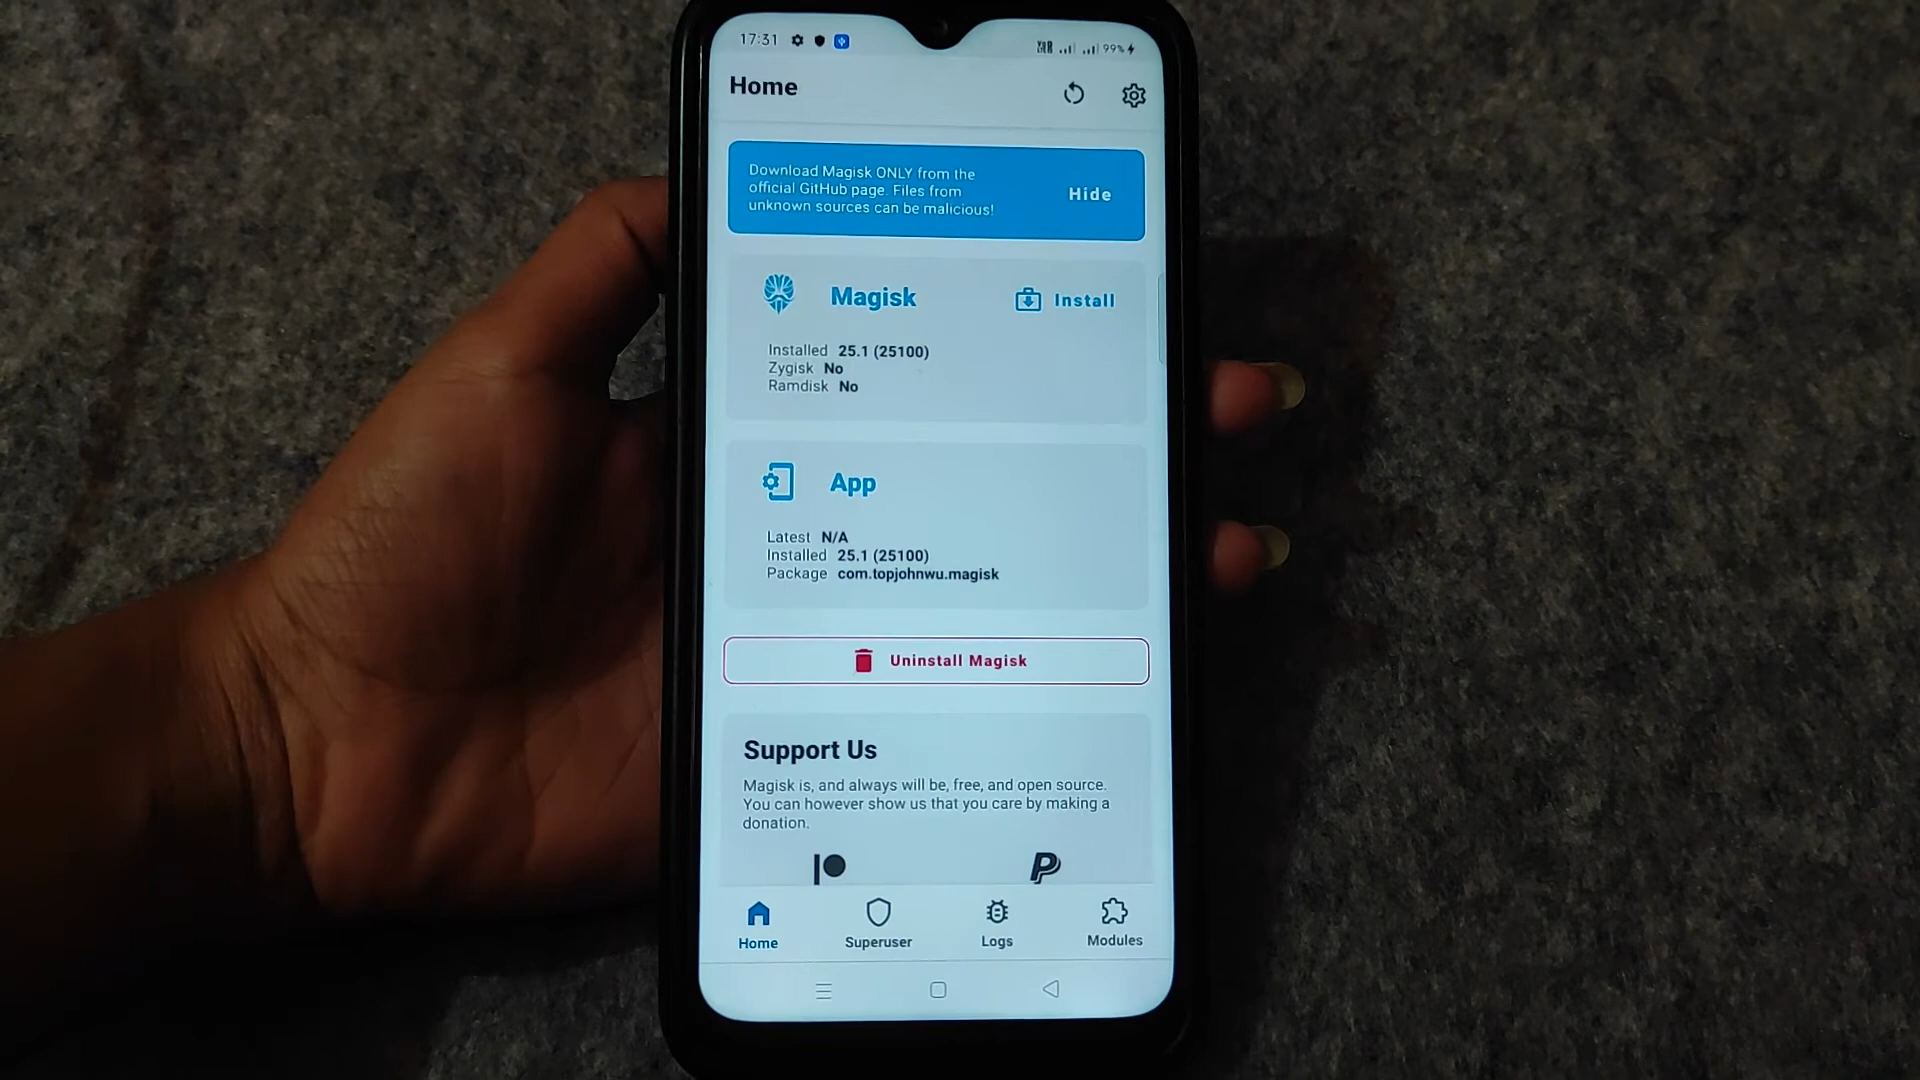 17:31
99%
Home
Download Magisk ONLY from the
official GitHub page. Files from
unknown sources can be malicious!
Hide
Magisk
Install
Installed 25.1 (25100)
Zygisk No
Ramdisk No
App
Latest N/A
Installed 25.1 (25100)
Package com.topjohnwu.magisk
Uninstall Magisk
Support Us
Magisk is, and always will be, free, and open source.
You can however show us that you care by making a
donation.
Home
Superuser
Logs
Modules